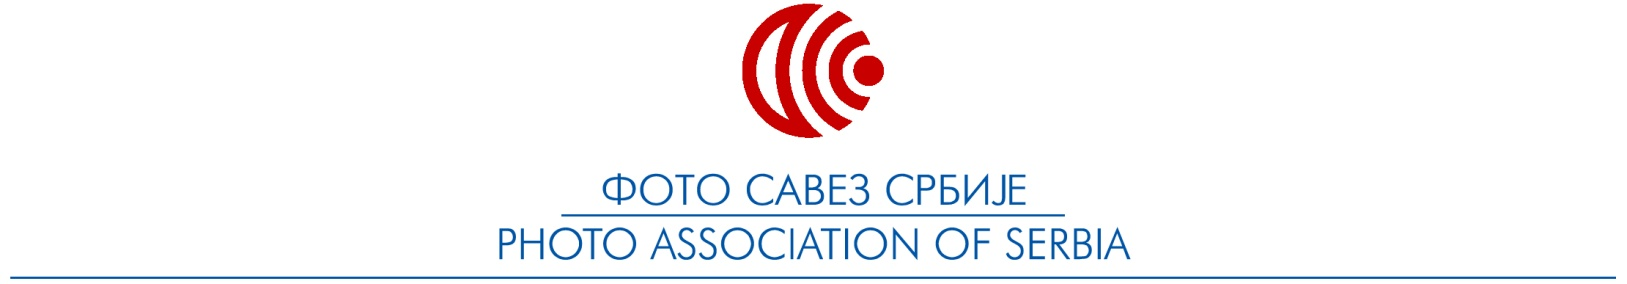 ФОТО САВЕЗ СРБИЈЕ
PHOTO ASSOCIATION OF SERBIA